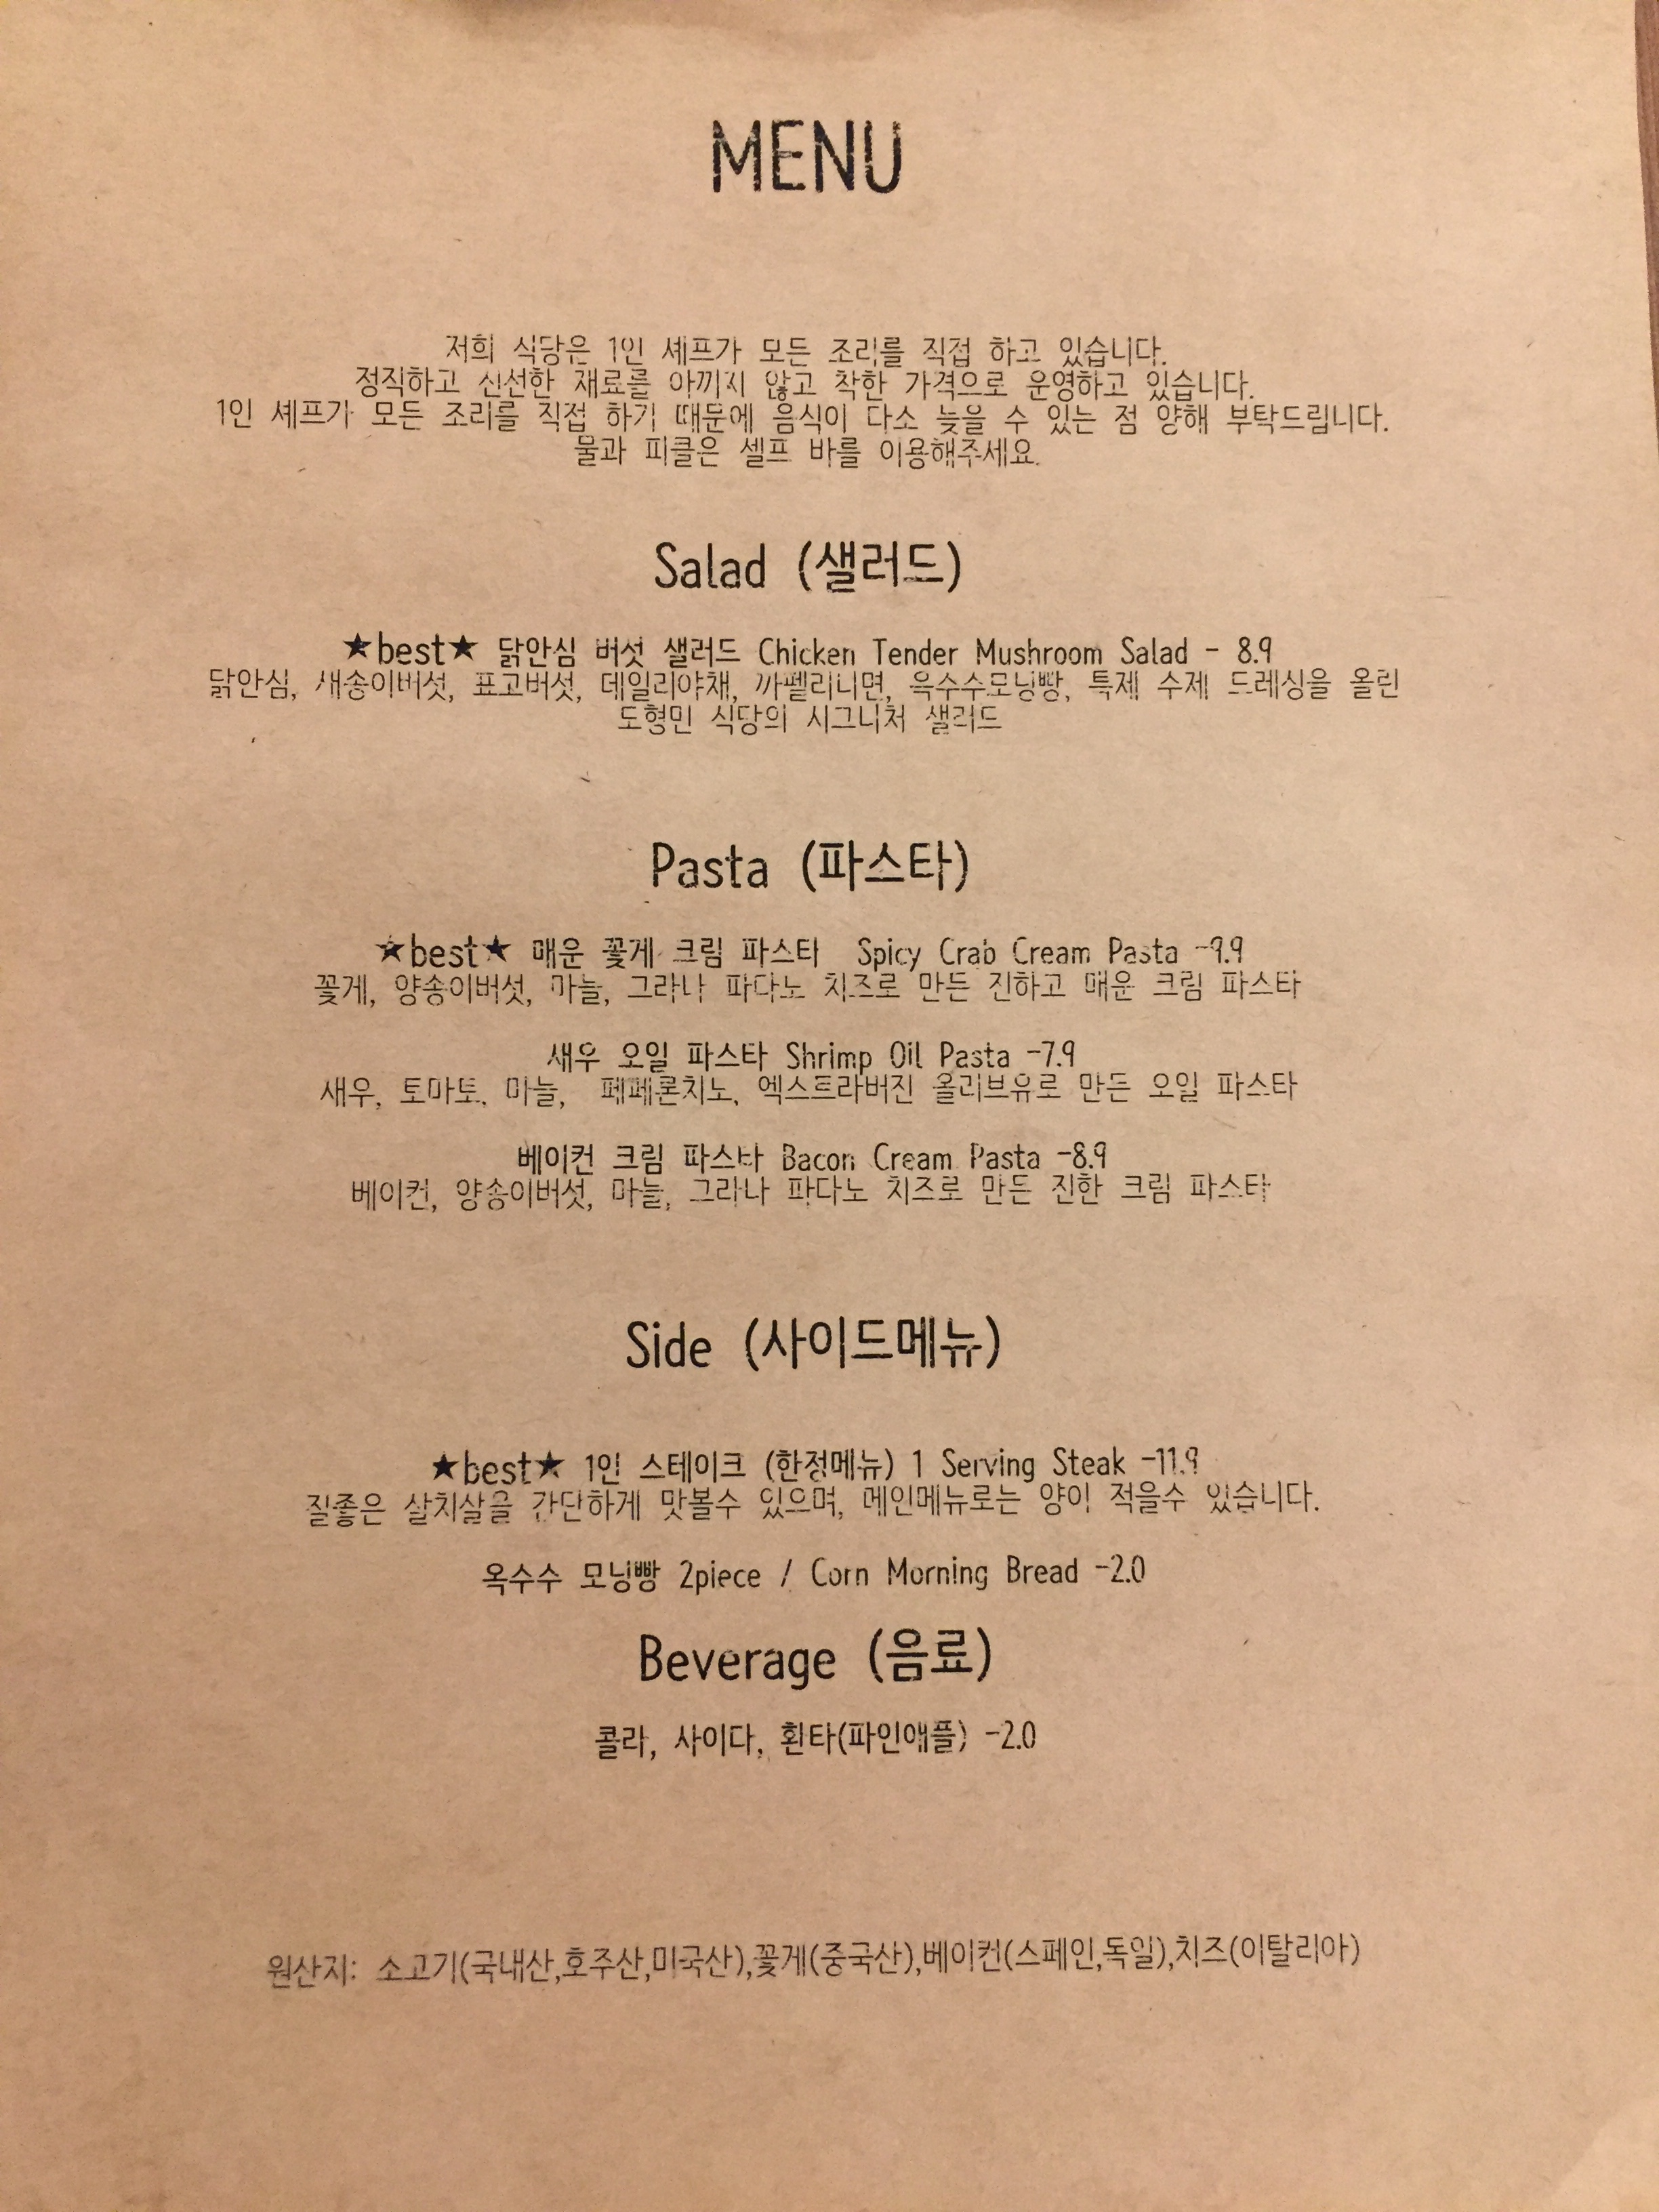 MENU
저희 식당은 1인 셰프가 모든 조리를 직접 하고 있습니다.
정직하고 신선한 재료를 아끼지 않고 착한 가격으로 운영하고 있습니다.
1인 셰프가 모든 조리를 직접 하기 때문에 음식이 다소 늦을 수 있는 점 양해 부탁드립니다.
물과 피클은 셀프 바를 이용해주세요.
Salad (샐러드)
★best★ 닭안심 버섯 샐러드 Chicken Tender Mushroom Salad - 8.9
닭안심, 새송이버섯, 표고버섯, 데일리야채, 까펠리니면, 옥수수모닝빵, 특제 수제 드레싱을 올린
도형민 식당의 시그니처 샐러드
Pasta (파스타)
★best★ 매운 꽃게 크림 파스타 Spicy Crab Cream Pasta -9.9
꽃게, 양송이버섯, 마늘, 그라나 파다노 치즈로 만든 진하고 매운 크림 파스타
새우 오일 파스타 Shrimp Oil Pasta -7.9
새우, 토마토, 마늘, 페페론치노, 엑스트라버진 올리브유로 만든 오일 파스타
베이컨 크림 파스타 Bacon Cream Pasta -8.9
베이컨, 양송이버섯, 마늘, 그라나 파다노 치즈로 만든 진한 크림 파스타
Side (사이드메뉴)
★best★ 1인 스테이크 (한정메뉴) 1 Serving Steak -11.9
질좋은 살치살을 간단하게 맛볼수 있으며, 메인메뉴로는 양이 적을수 있습니다.
옥수수 모닝빵 2piece / Corn Morning Bread -2.0
Beverage (음료)
콜라, 사이다, 환타(파인애플) -2.0
원산지: 소고기(국내산,호주산,미국산),꽃게(중국산),베이컨(스페인,독일),치즈(이탈리아)